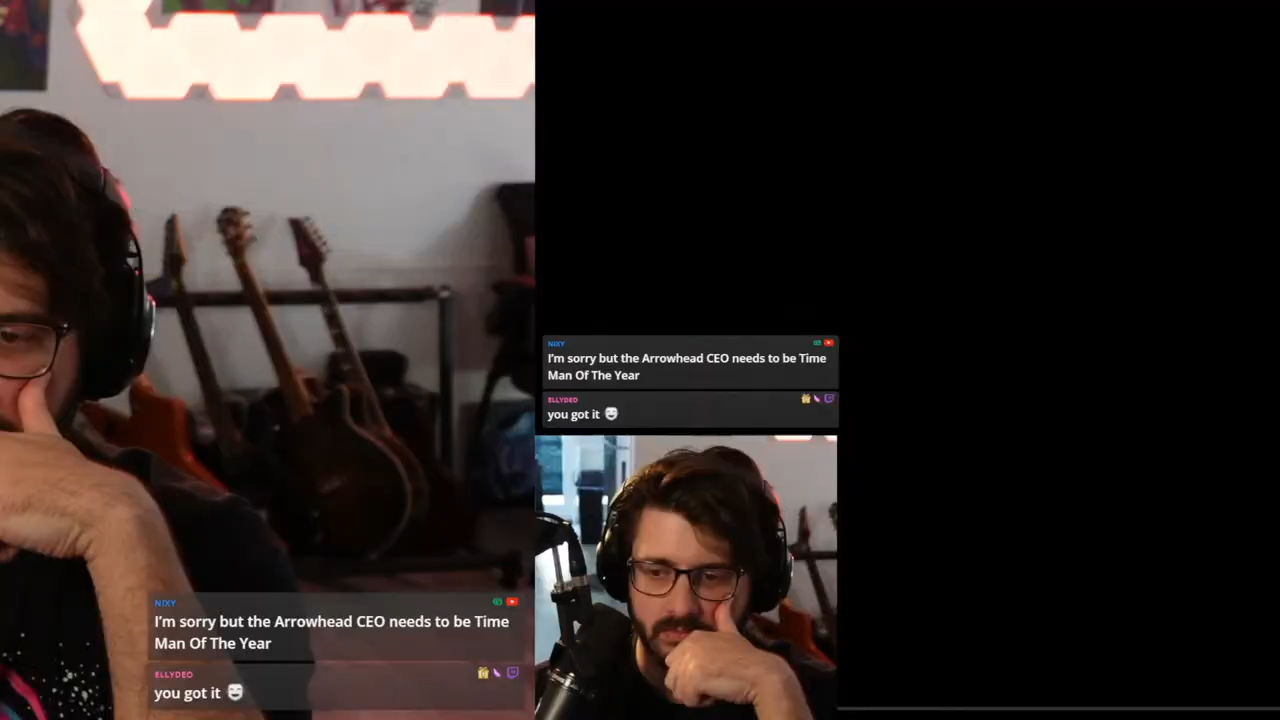 NIXY
I'm sorry but the Arrowhead CEO needs to be Time
Man Of The Year
ELLYDEO
you got it
NIXY
I'm sorry but the Arrowhead CEO needs to be Time
Man Of The Year
ELLYDEO
you got it